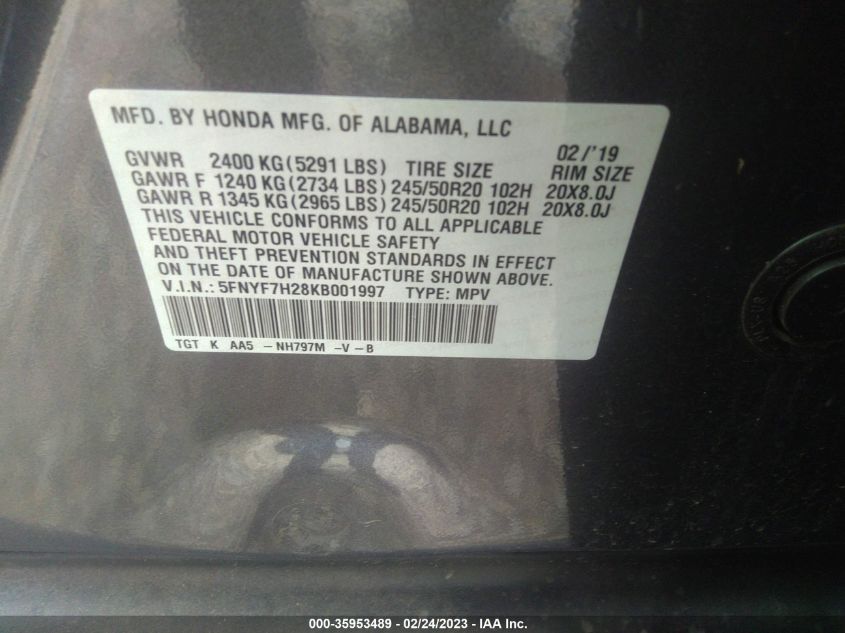 MFD. BY HONDA MFG. OF ALABAMA, LLC
02/'19
GVWR 2400 KG(5291 LBS) TIRE SIZE RIM SIZE
GAWR F 1240 KG(2734 LBS) 245/50R20 102H 20X8.0J
GAWR R 1345 KG(2965 LBS) 245/50R20 102H 20X8.0J
THIS VEHICLE CONFORMS TO ALL APPLICABLE
FEDERAL MOTOR VEHICLE SAFETY
AND THEFT PREVENTION STANDARDS IN EFFECT
ON THE DATE OF MANUFACTURE SHOWN ABOVE.
V.I.N.: 5FNYF7H28KB001997 TYPE: MPV
TGT K AA5 -NH797M -V-B
000-35953489 - 02/24/2023 - IAA Inc.